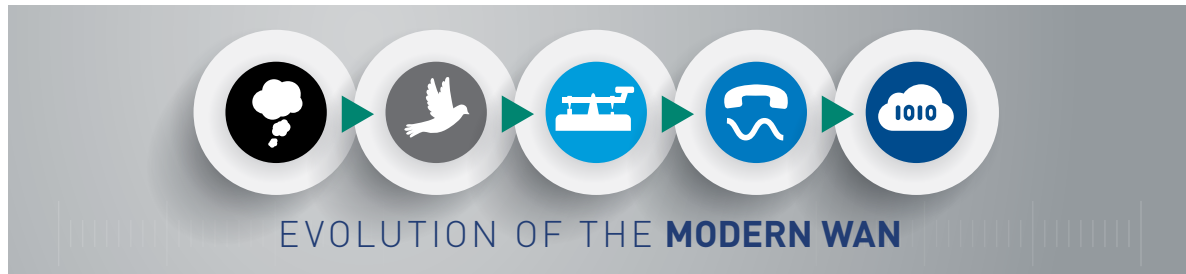 1010
EVOLUTION OF THE MODERN WAN